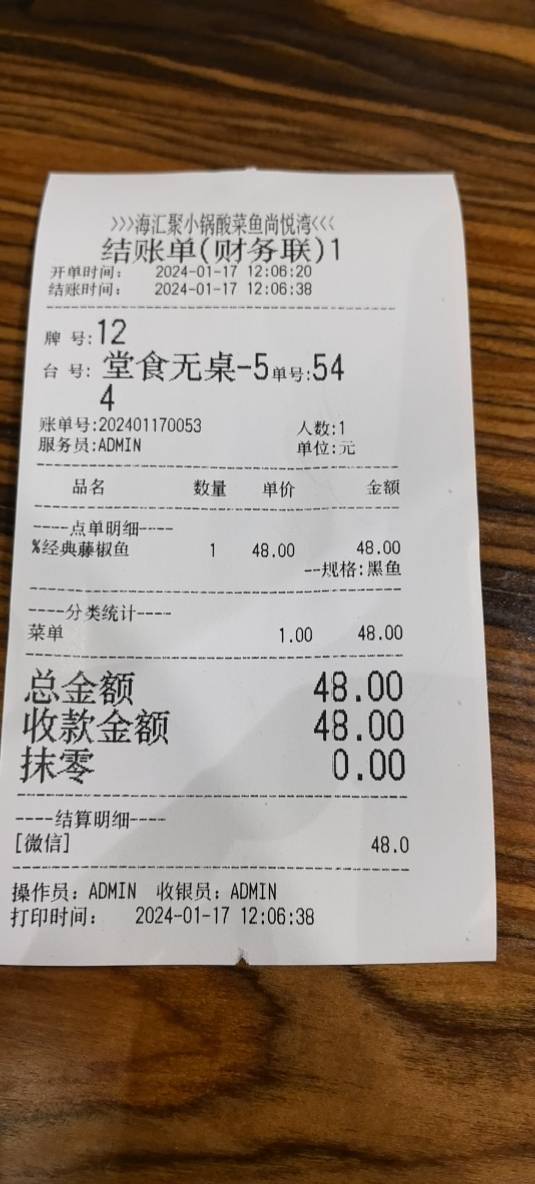 >>>海汇聚小锅酸菜鱼尚悦湾<<<
结账单(财务联)1
开单时间: 2024-01-17 12:06:20
结账时间: 2024-01-17 12:06:38
牌 号:12
台 号: 堂食无桌-5单号:54
4
账单号:202401170053 人数:1
服务员:ADMIN 单位:元
品名 数量 单价 金额
----点单明细----
%经典藤椒鱼 1 48.00 48.00
--规格:黑鱼
----分类统计----
菜单 1.00 48.00
总金额 48.00
收款金额 48.00
抹零 0.00
----结算明细----
[微信] 48.0
操作员: ADMIN 收银员: ADMIN
打印时间: 2024-01-17 12:06:38